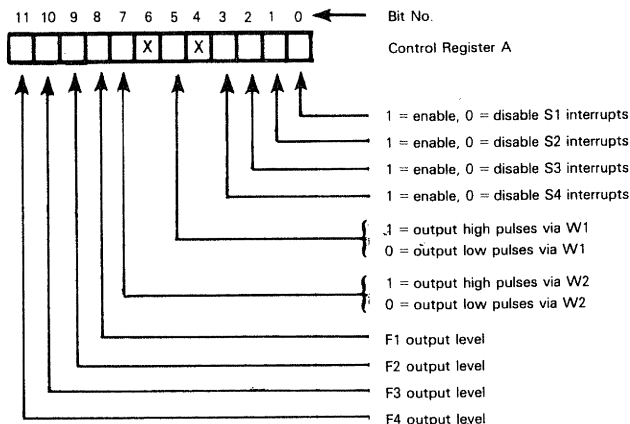 11 10 9 8 7 6 5 4 3 2 1 0 Bit No.
X X Control Register A
1 = enable, 0 = disable S1 interrupts
1 = enable, 0 = disable S2 interrupts
1 = enable, 0 = disable S3 interrupts
1 = enable, 0 = disable S4 interrupts
1 = output high pulses via W1
0 = output low pulses via W1
1 = output high pulses via W2
0 = output low pulses via W2
F1 output level
F2 output level
F3 output level
F4 output level